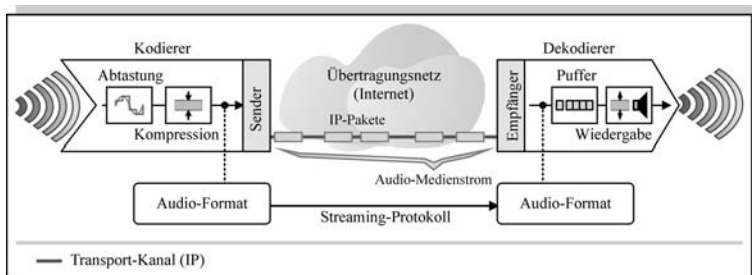 Kodierer
Dekodierer
Abtastung
Kompression
Sender
Übertragungsnetz
(Internet)
IP-Pakete
Audio-Medienstrom
Empfänger
Puffer
Wiedergabe
Audio-Format
Streaming-Protokoll
Audio-Format
Transport-Kanal (IP)